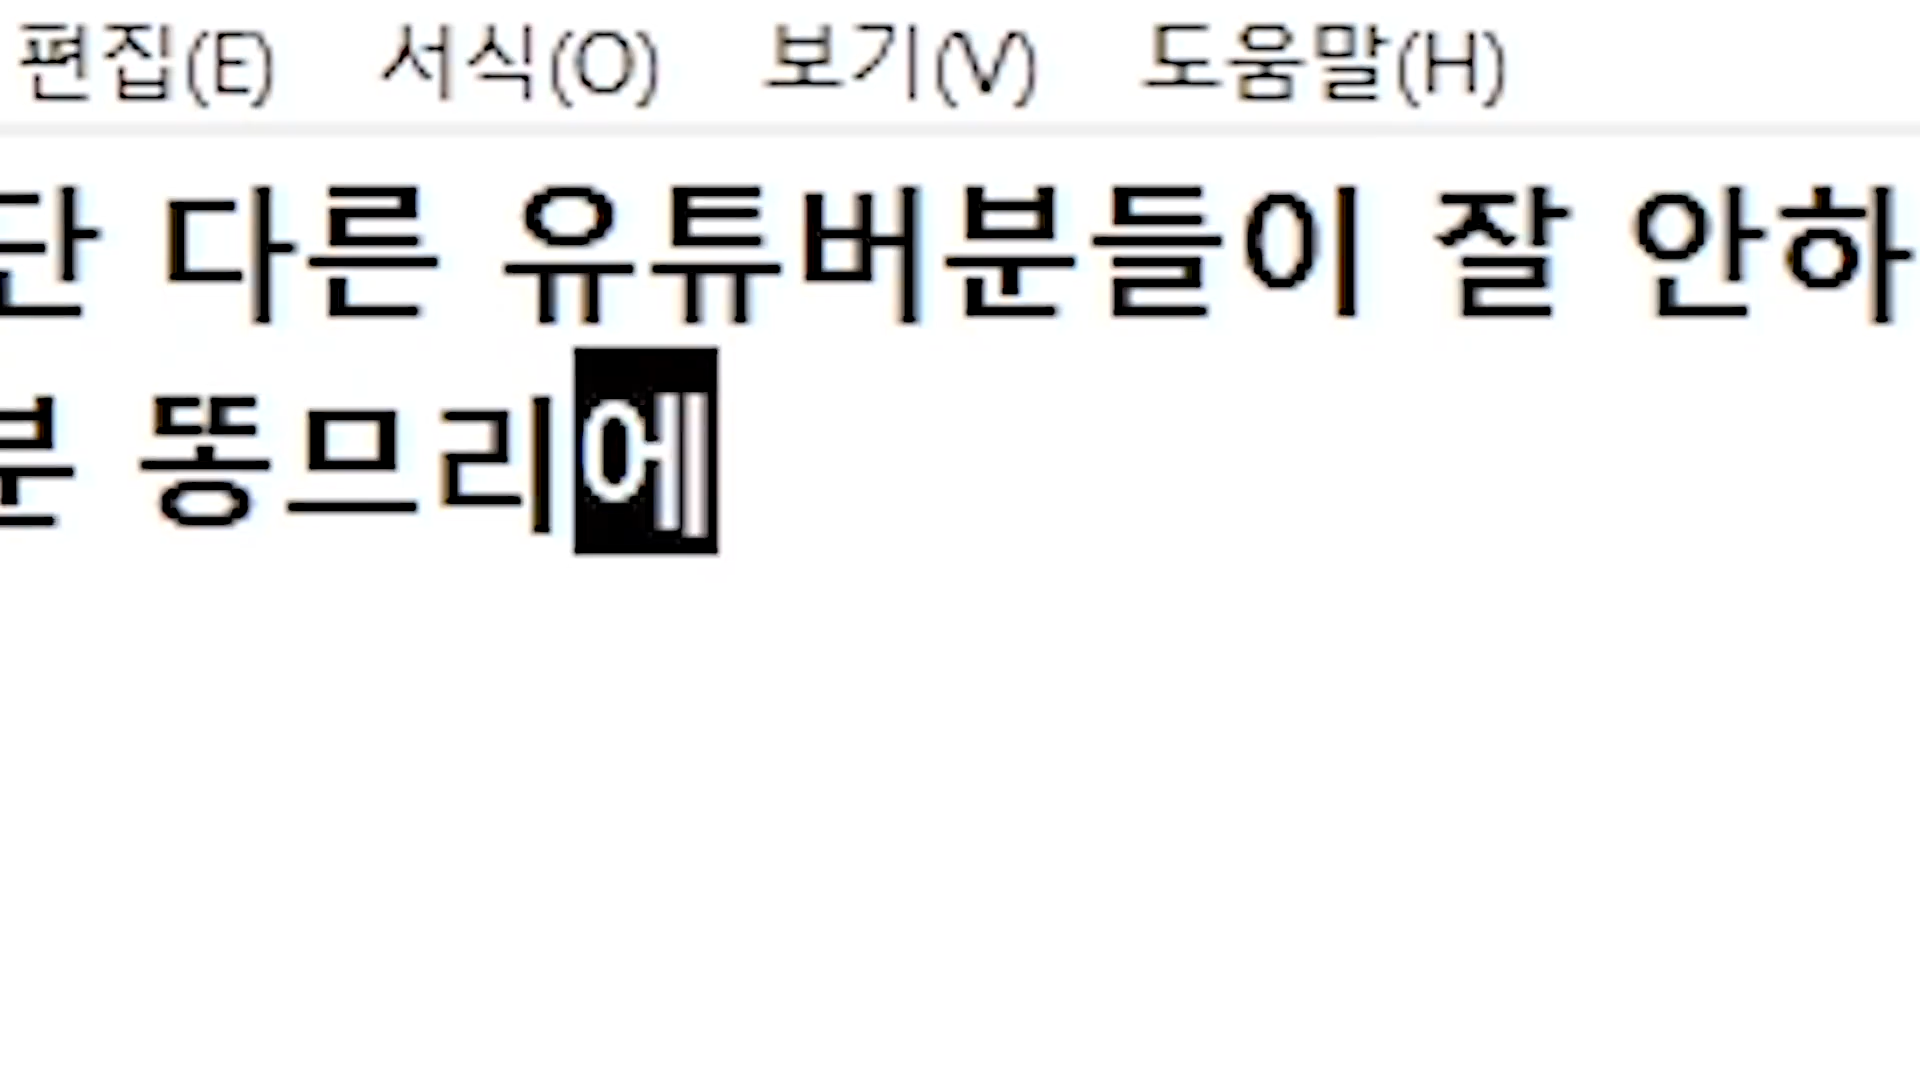 편집(E) 서식(O) 보기(V) 도움말(H)
단 다른 유튜버분들이 잘 안하
분 똥므리에